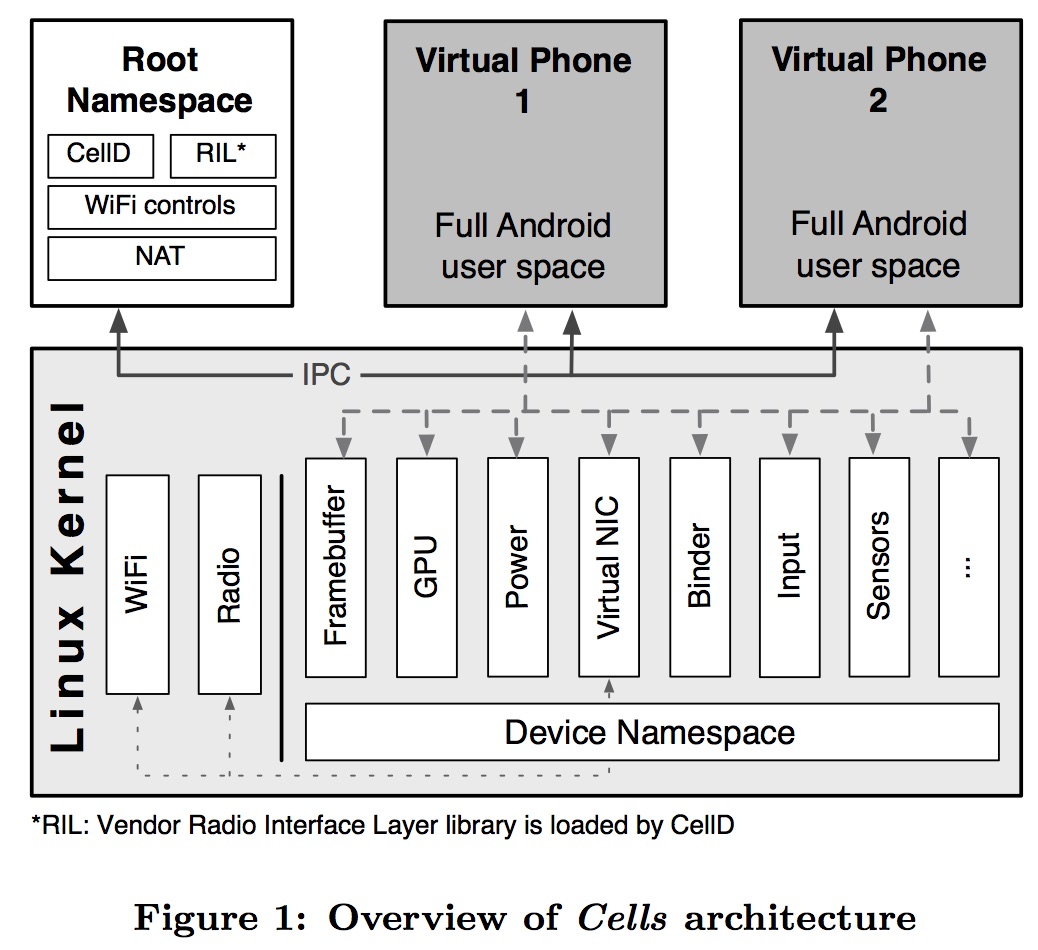 Root
Namespace
CellD
RIL*
WiFi controls
NAT
Virtual Phone
1
Full Android
user space
Virtual Phone
2
Full Android
user space
IPC
Linux Kernel
WiFi
Radio
Framebuffer
GPU
Power
Virtual NIC
Binder
Input
Sensors
...
Device Namespace
*RIL: Vendor Radio Interface Layer library is loaded by CellD
Figure 1: Overview of Cells architecture